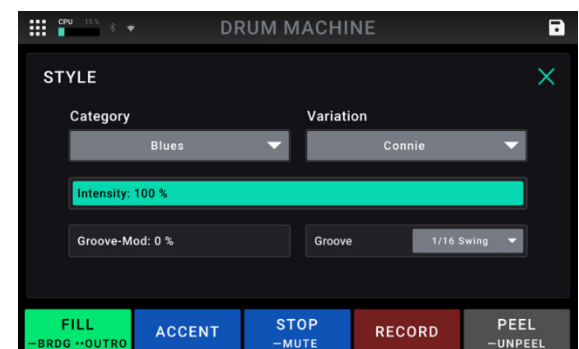 CPU 16%
DRUM MACHINE
STYLE
Category
Variation
Blues
Connie
Intensity: 100 %
Groove-Mod: 0 %
Groove
1/16 Swing
FILL
—BRDG ••OUTRO
ACCENT
STOP
—MUTE
RECORD
PEEL
—UNPEEL